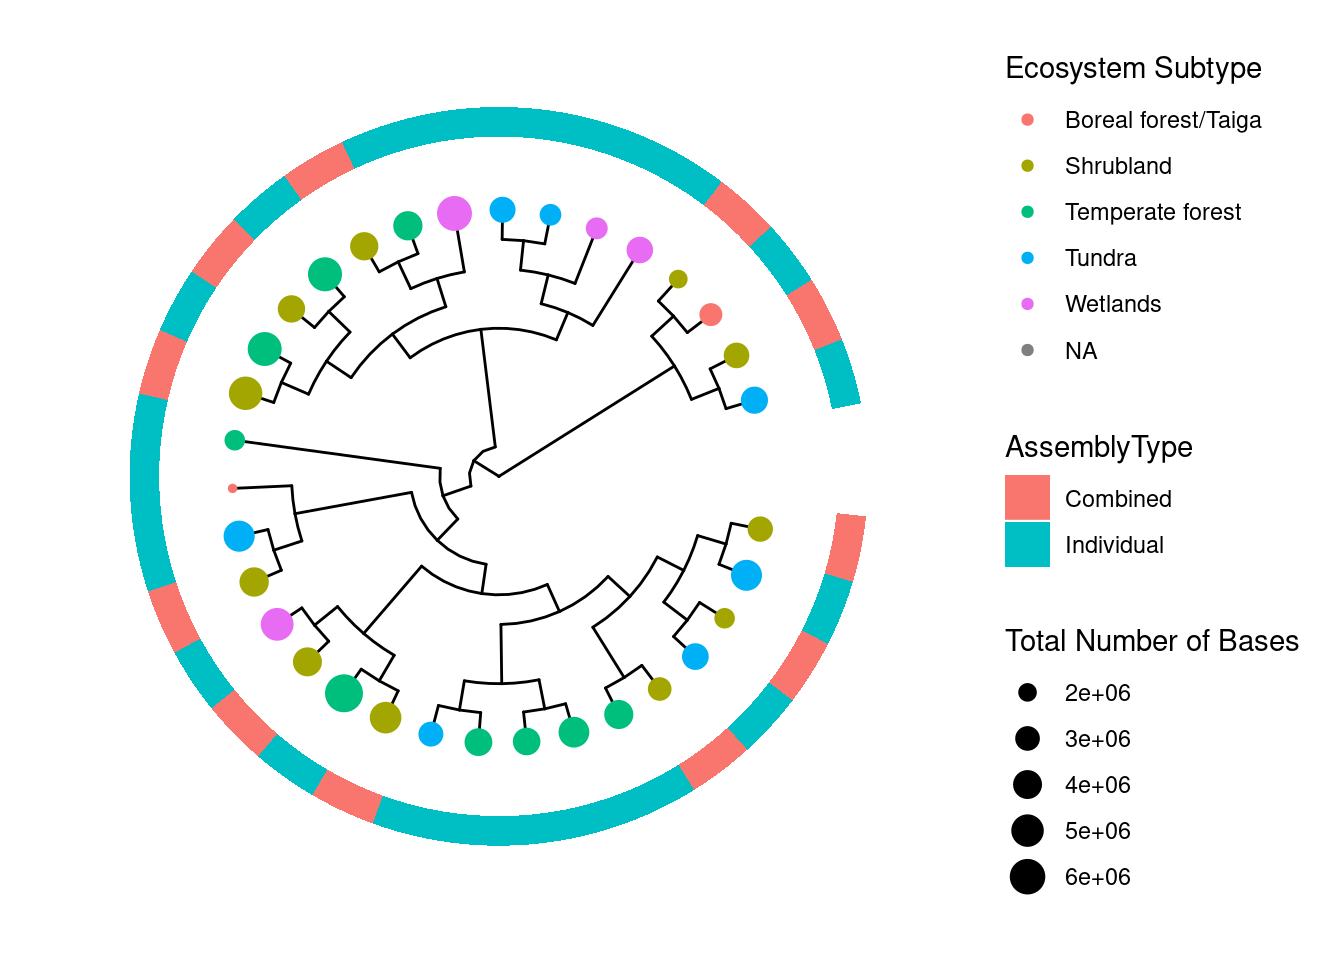 Ecosystem Subtype
Boreal forest/Taiga
Shrubland
Temperate forest
Tundra
Wetlands
NA
AssemblyType
Combined
Individual
Total Number of Bases
2e+06
3e+06
4e+06
5e+06
6e+06